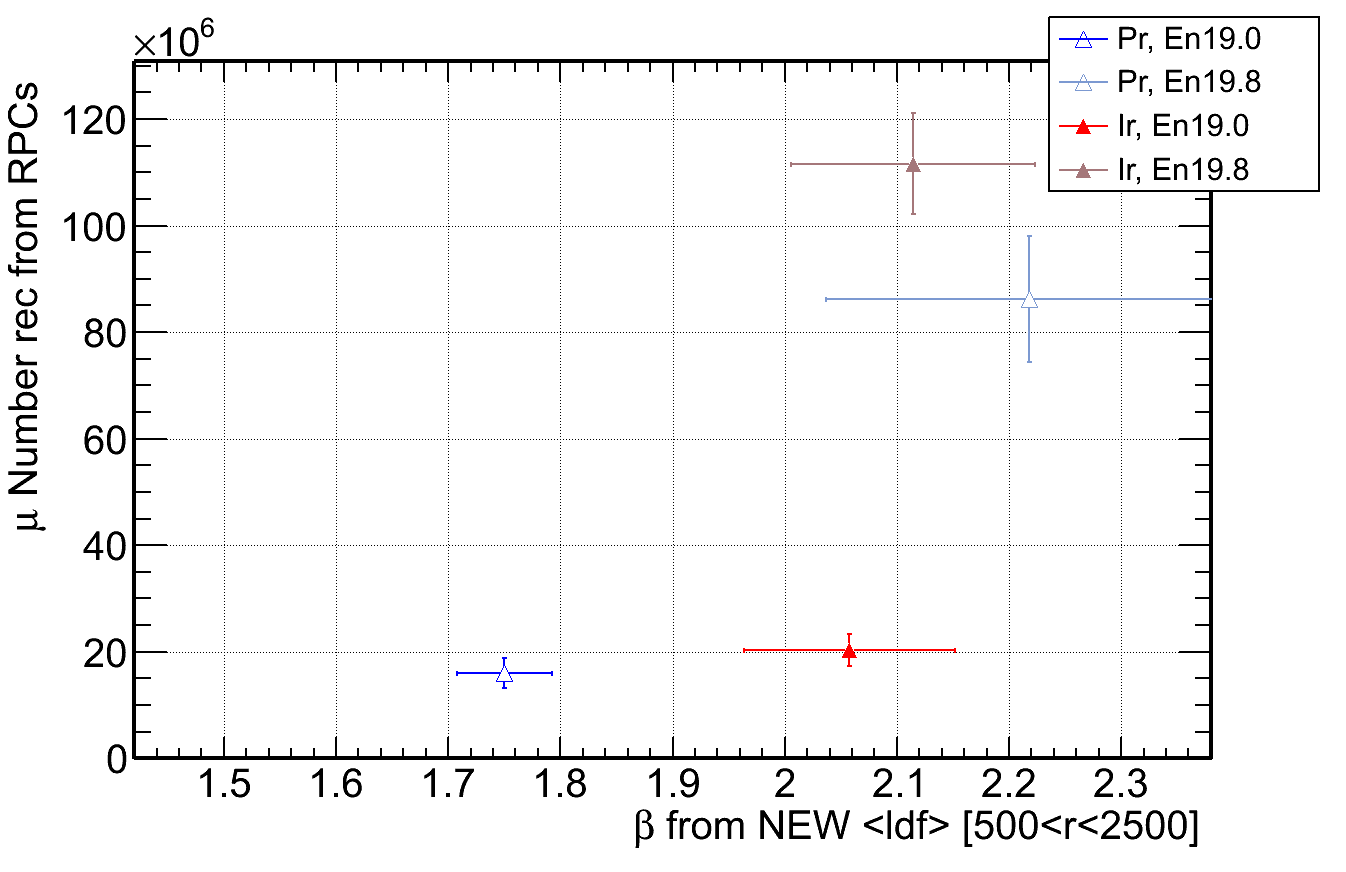 ×10⁶
Pr, En19.0
Pr, En19.8
Ir, En19.0
Ir, En19.8
μ Number rec from RPCs
120
100
80
60
40
20
0
1.5 1.6 1.7 1.8 1.9 2 2.1 2.2 2.3
β from NEW <ldf> [500<r<2500]